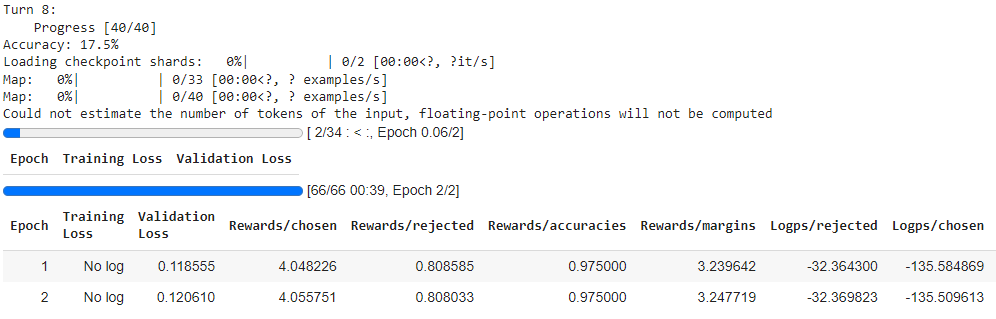 Turn 8:
Progress [40/40]
Accuracy: 17.5%
Loading checkpoint shards:   0%|          | 0/2 [00:00<?, ?it/s]
Map:   0%|          | 0/33 [00:00<?, ? examples/s]
Map:   0%|          | 0/40 [00:00<?, ? examples/s]
Could not estimate the number of tokens of the input, floating-point operations will not be computed
[ 2/34 : < :, Epoch 0.06/2]
Epoch Training Loss Validation Loss
[66/66 00:39, Epoch 2/2]
Epoch Training Loss Validation Loss Rewards/chosen Rewards/rejected Rewards/accuracies Rewards/margins Logps/rejected Logps/chosen
1 No log 0.118555 4.048226 0.808585 0.975000 3.239642 -32.364300 -135.584869
2 No log 0.120610 4.055751 0.808033 0.975000 3.247719 -32.369823 -135.509613